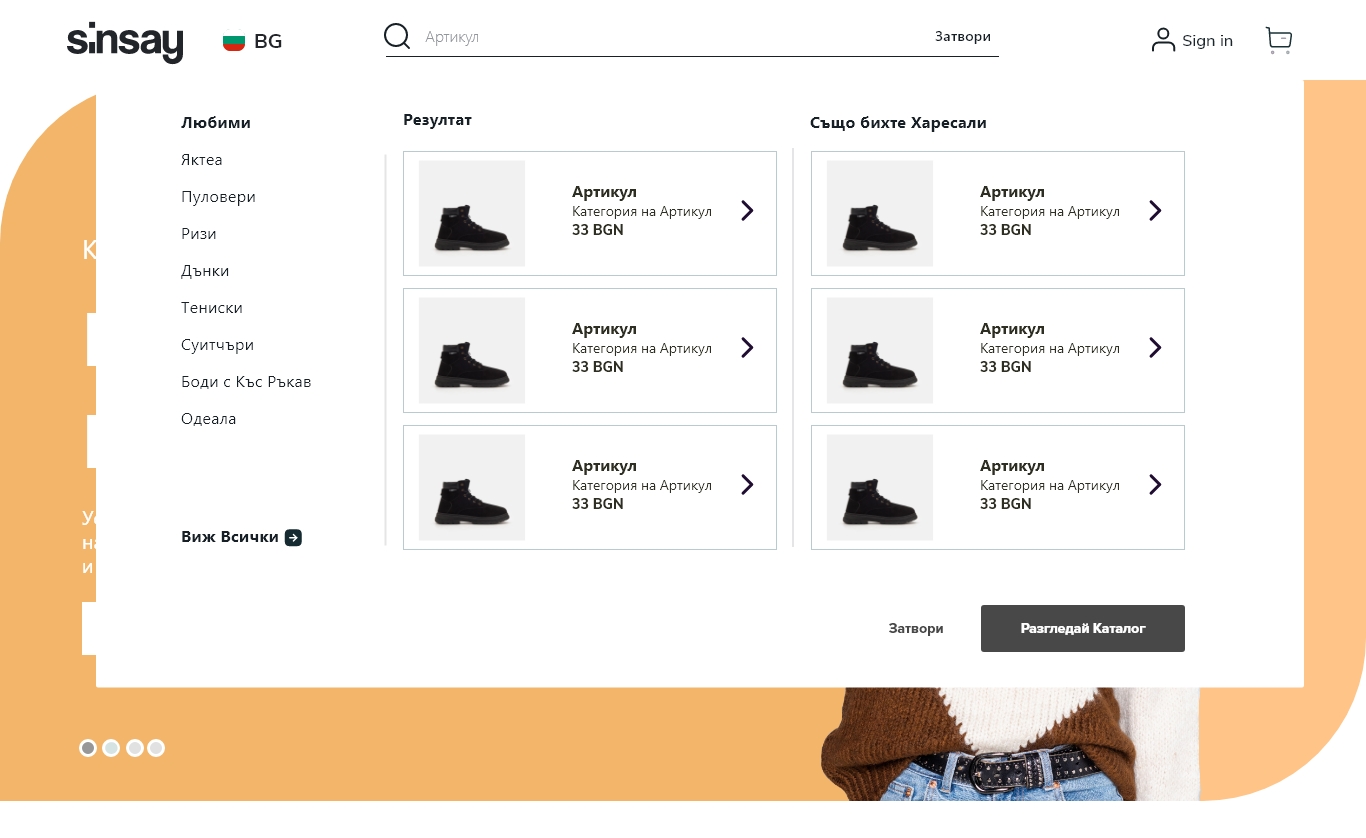 sinsay
BG
Артикул
Затвори
Sign in
Любими
Яктеа
Пуловери
Ризи
Дънки
Тениски
Суитчъри
Боди с Къс Ръкав
Одеала
Виж Всички
Резултат
Артикул
Категория на Артикул
33 BGN
Артикул
Категория на Артикул
33 BGN
Артикул
Категория на Артикул
33 BGN
Също бихте Харесали
Артикул
Категория на Артикул
33 BGN
Артикул
Категория на Артикул
33 BGN
Артикул
Категория на Артикул
33 BGN
Затвори
Разгледай Каталог